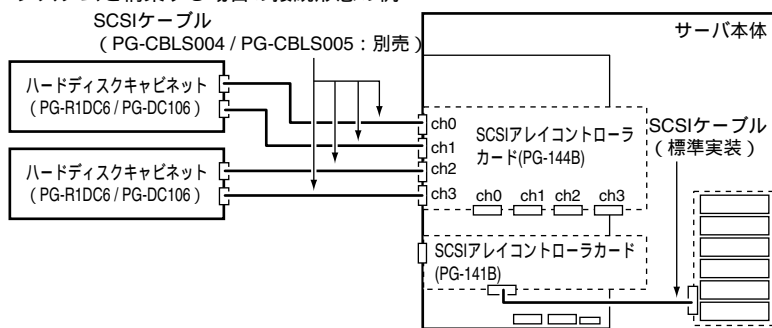 SCSIケーブル
（PG-CBLS004 / PG-CBLS005：別売）
サーバ本体
ハードディスクキャビネット
（PG-R1DC6 / PG-DC106）
ハードディスクキャビネット
（PG-R1DC6 / PG-DC106）
ch0
ch1
ch2
ch3
SCSIアレイコントローラ
カード(PG-144B)
ch0 ch1 ch2 ch3
SCSIケーブル
（標準実装）
SCSIアレイコントローラカード
(PG-141B)